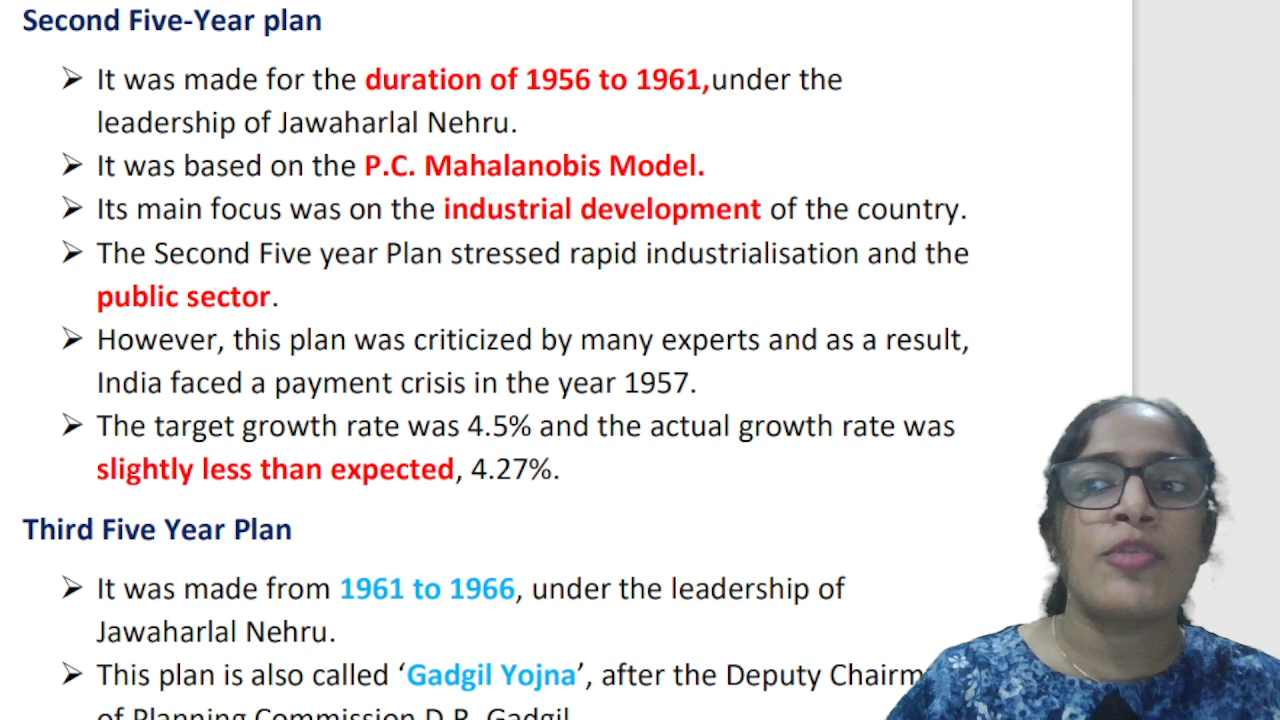 Second Five-Year plan
➤ It was made for the duration of 1956 to 1961,under the
leadership of Jawaharlal Nehru.
➤ It was based on the P.C. Mahalanobis Model.
➤ Its main focus was on the industrial development of the country.
➤ The Second Five year Plan stressed rapid industrialisation and the
public sector.
➤ However, this plan was criticized by many experts and as a result,
India faced a payment crisis in the year 1957.
➤ The target growth rate was 4.5% and the actual growth rate was
slightly less than expected, 4.27%.
Third Five Year Plan
➤ It was made from 1961 to 1966, under the leadership of
Jawaharlal Nehru.
➤ This plan is also called ‘Gadgil Yojna’, after the Deputy Chairm
of Planning Commission D.R. Gadgil